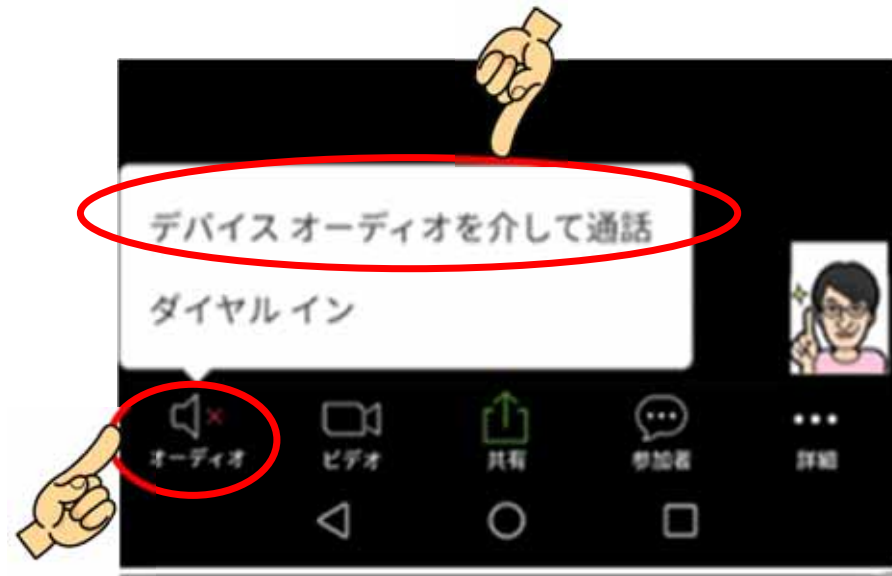 デバイス オーディオを介して通話
ダイヤル イン
オーディオ
ビデオ
共有
参加者
詳細